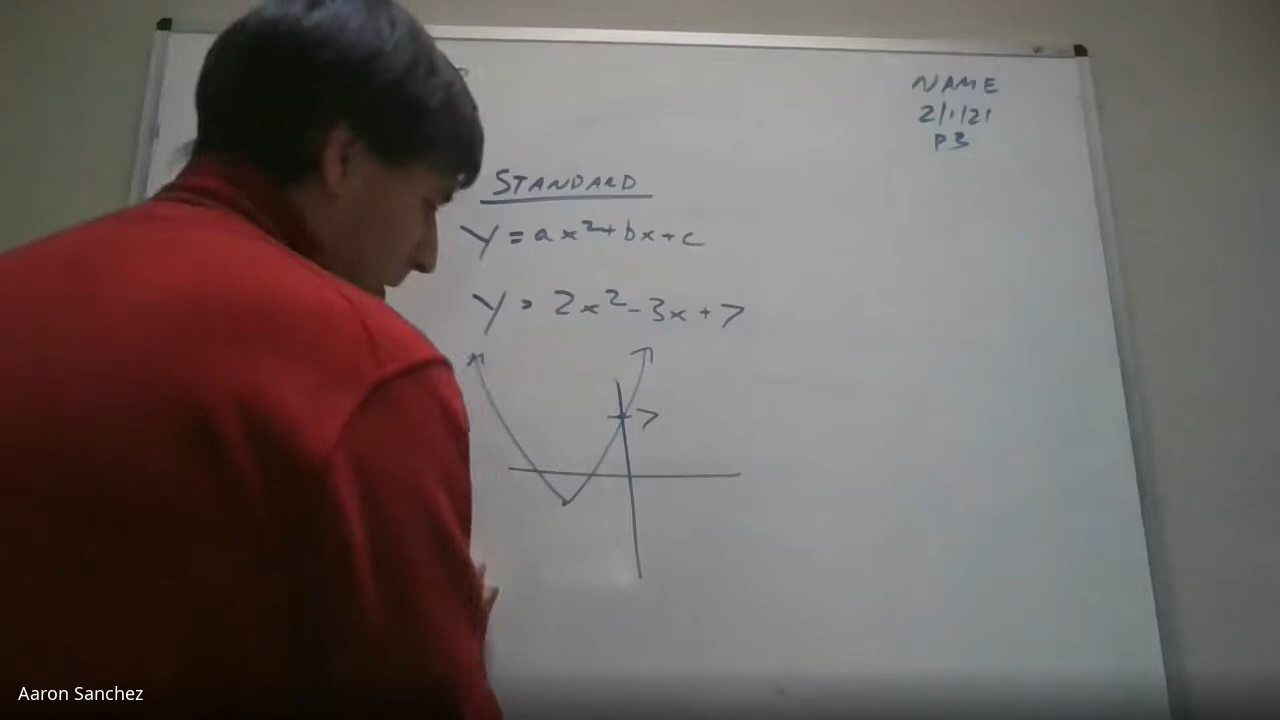 NAME
2/1/21
P3
STANDARD
y = ax²+bx+c
y = 2x²-3x+7
7
Aaron Sanchez